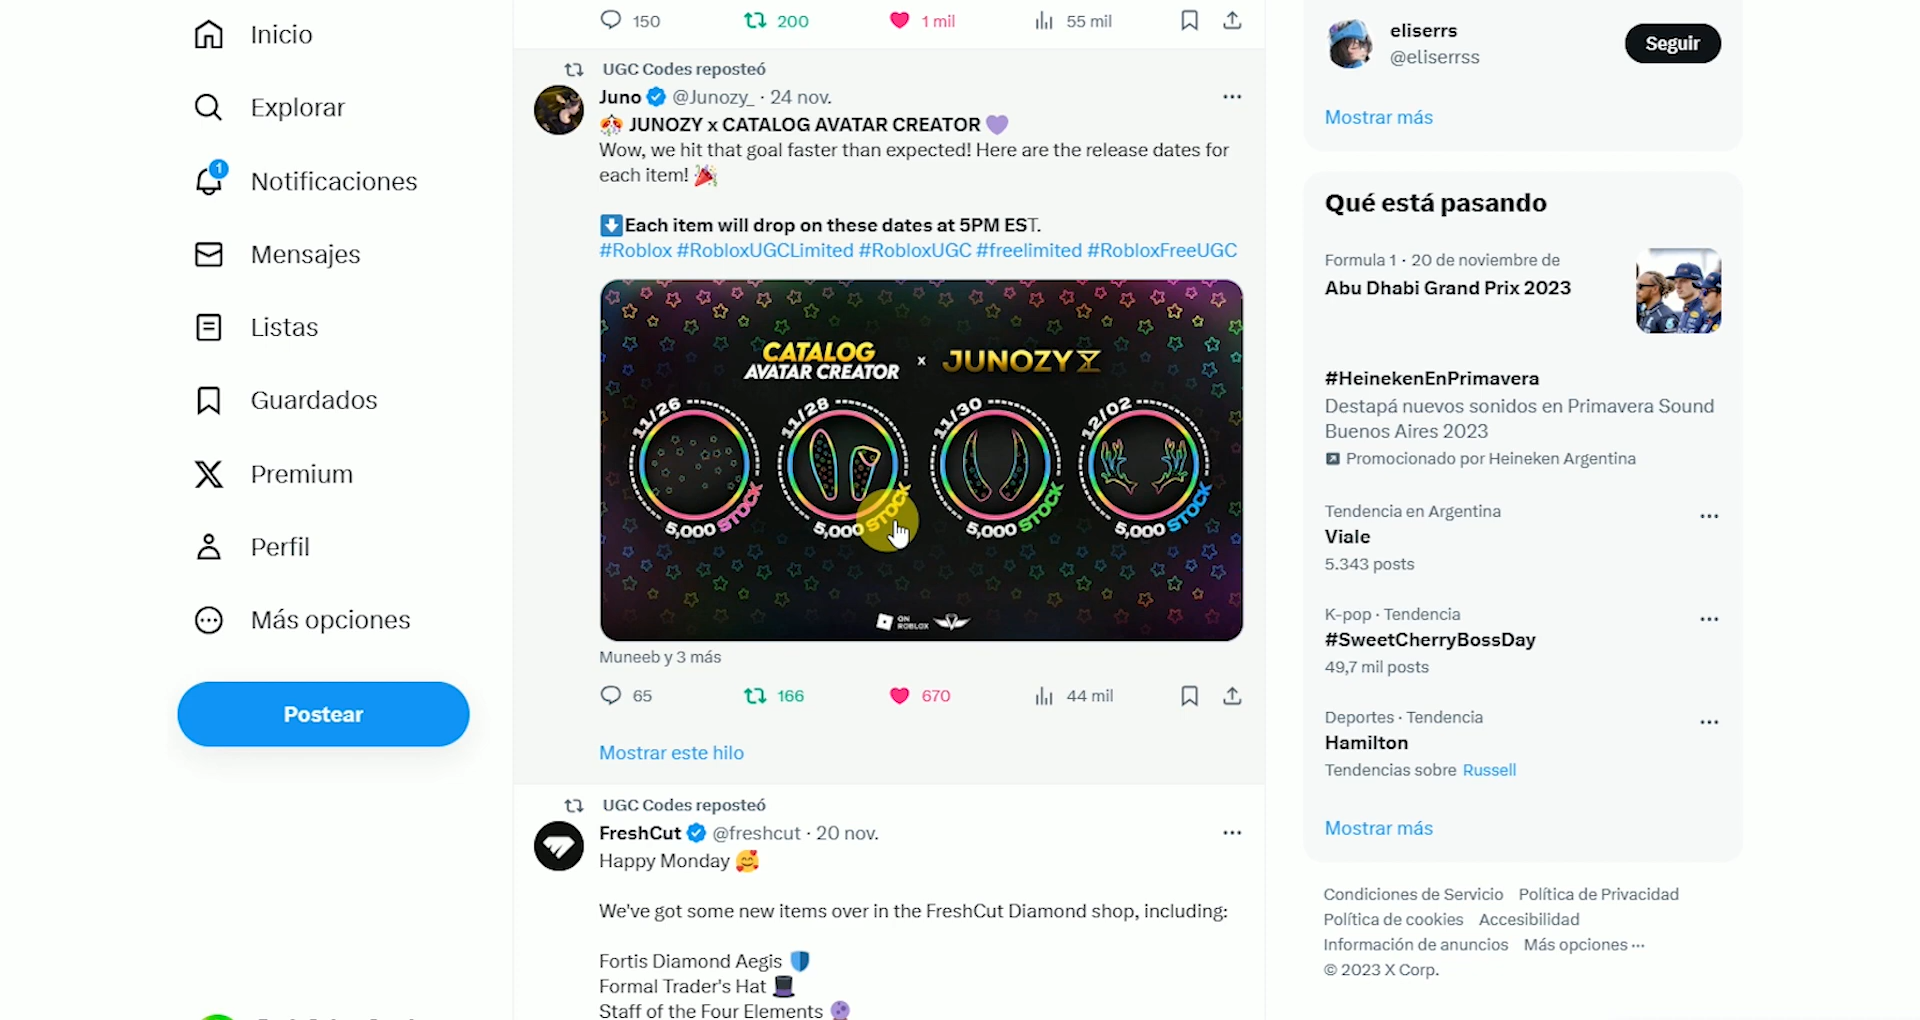 Inicio
Explorar
1
Notificaciones
Mensajes
Listas
Guardados
Premium
Perfil
Más opciones
Postear
150 200 1 mil 55 mil
UGC Codes reposteó
Juno @Junozy_ · 24 nov.
JUNOZY x CATALOG AVATAR CREATOR
Wow, we hit that goal faster than expected! Here are the release dates for
each item!
Each item will drop on these dates at 5PM EST.
#Roblox #RobloxUGCLimited #RobloxUGC #freelimited #RobloxFreeUGC
CATALOG
AVATAR CREATOR
x
JUNOZY
11/26
5,000 STOCK
11/28
5,000 STOCK
11/30
5,000 STOCK
12/02
5,000 STOCK
ON
ROBLOX
Muneeb y 3 más
65 166 670 44 mil
Mostrar este hilo
UGC Codes reposteó
FreshCut @freshcut · 20 nov.
Happy Monday
We've got some new items over in the FreshCut Diamond shop, including:
Fortis Diamond Aegis
Formal Trader's Hat
Staff of the Four Elements
eliserrs
@eliserrss
Seguir
Mostrar más
Qué está pasando
Formula 1 · 20 de noviembre de
Abu Dhabi Grand Prix 2023
#HeinekenEnPrimavera
Destapá nuevos sonidos en Primavera Sound
Buenos Aires 2023
Promocionado por Heineken Argentina
Tendencia en Argentina
Viale
5.343 posts
K-pop · Tendencia
#SweetCherryBossDay
49,7 mil posts
Deportes · Tendencia
Hamilton
Tendencias sobre Russell
Mostrar más
Condiciones de Servicio Política de Privacidad
Política de cookies Accesibilidad
Información de anuncios Más opciones ···
© 2023 X Corp.